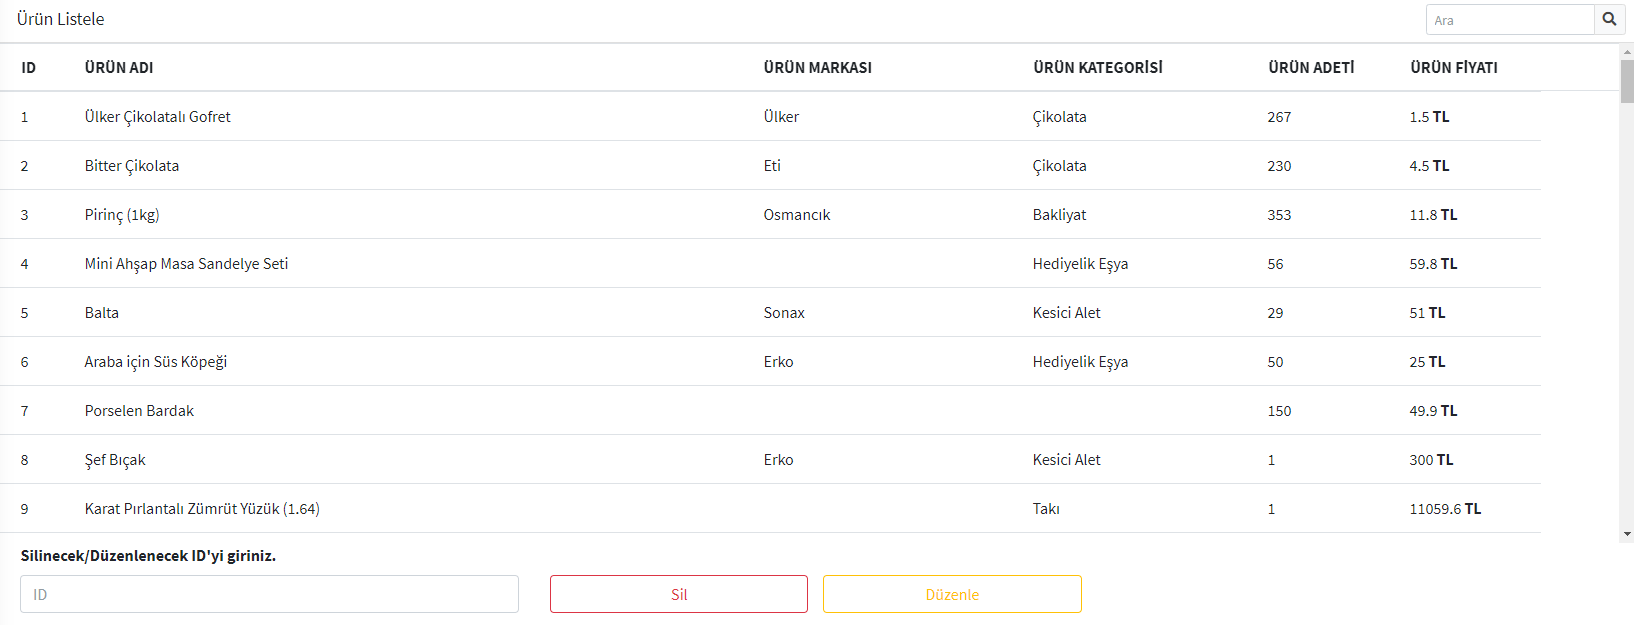 Ürün Listele Ara
ID ÜRÜN ADI ÜRÜN MARKASI ÜRÜN KATEGORİSİ ÜRÜN ADETİ ÜRÜN FİYATI
1 Ülker Çikolatalı Gofret Ülker Çikolata 267 1.5 TL
2 Bitter Çikolata Eti Çikolata 230 4.5 TL
3 Pirinç (1kg) Osmancık Bakliyat 353 11.8 TL
4 Mini Ahşap Masa Sandelye Seti Hediyelik Eşya 56 59.8 TL
5 Balta Sonax Kesici Alet 29 51 TL
6 Araba için Süs Köpeği Erko Hediyelik Eşya 50 25 TL
7 Porselen Bardak 150 49.9 TL
8 Şef Bıçak Erko Kesici Alet 1 300 TL
9 Karat Pırlantalı Zümrüt Yüzük (1.64) Takı 1 11059.6 TL
Silinecek/Düzenlenecek ID'yi giriniz.
ID Sil Düzenle